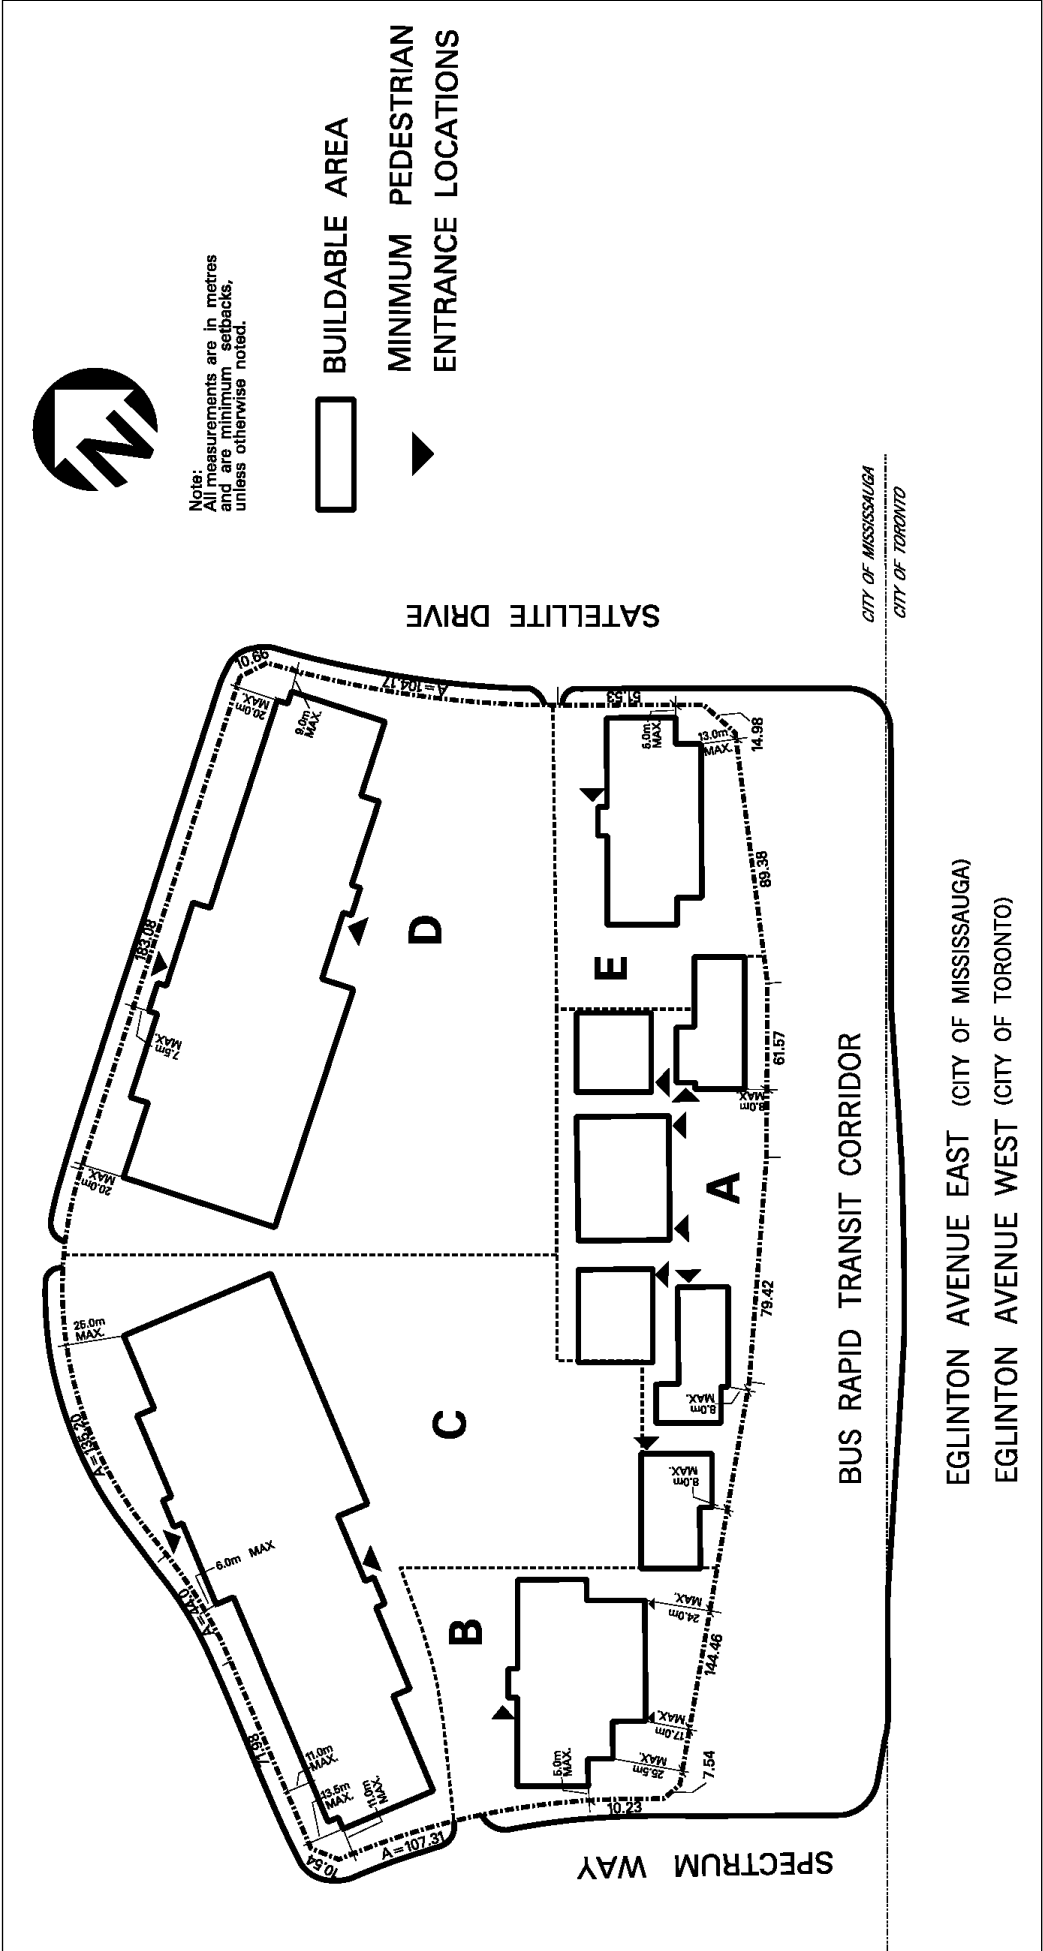 N
Note:
All measurements are in metres
and are minimum setbacks,
unless otherwise noted.
BUILDABLE AREA
MINIMUM PEDESTRIAN
ENTRANCE LOCATIONS
SATELLITE DRIVE
SPECTRUM WAY
CITY OF MISSISSAUGA
CITY OF TORONTO
10.54
71.98
A=44.0
A=135.20
183.08
10.66
A=104.17
51.53
14.98
89.38
61.57
79.42
144.46
7.54
10.23
A=107.31
13.5m
MAX.
11.0m
MAX.
11.0m
MAX.
6.0m MAX
25.0m
MAX.
20.0m
MAX.
7.5m
MAX.
20.0m
MAX.
9.0m
MAX.
5.0m
MAX.
13.0m
MAX.
8.0m
MAX.
8.0m
MAX.
8.0m
MAX.
24.0m
MAX.
17.0m
MAX.
25.5m
MAX.
5.0m
MAX.
C
D
B
E
A
BUS RAPID TRANSIT CORRIDOR
EGLINTON AVENUE EAST (CITY OF MISSISSAUGA)
EGLINTON AVENUE WEST (CITY OF TORONTO)